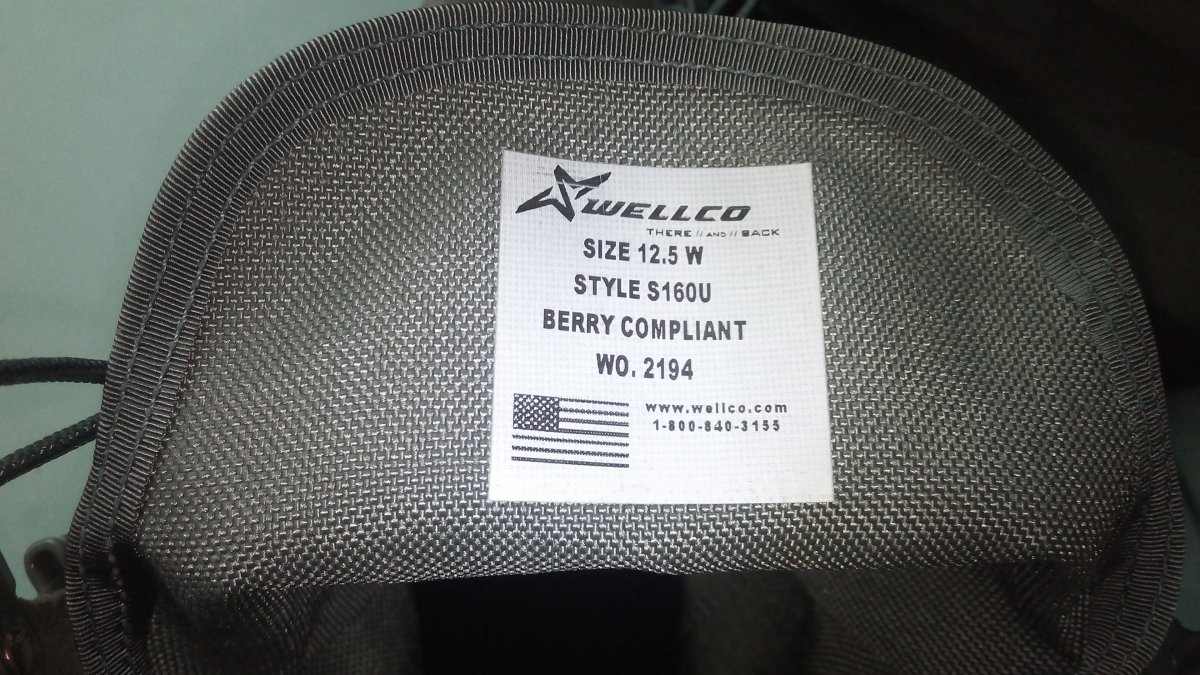 WELLCO
THERE // AND // BACK
SIZE 12.5 W
STYLE S160U
BERRY COMPLIANT
WO. 2194
www.wellco.com
1-800-840-3155